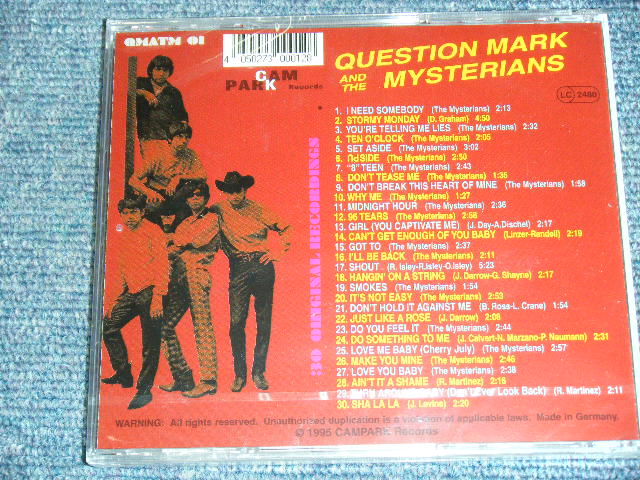 QMATM 01
4 050273 000128
CAM
PARK Records
QUESTION MARK
AND THE MYSTERIANS
LC 2480
30 ORIGINAL RECORDINGS
1. I NEED SOMEBODY (The Mysterians) 2:13
2. STORMY MONDAY (D. Graham) 4:50
3. YOU'RE TELLING ME LIES (The Mysterians) 2:32
4. TEN O'CLOCK (The Mysterians) 2:05
5. SET ASIDE (The Mysterians) 3:02
6. UpSIDE (The Mysterians) 2:50
7. "8" TEEN (The Mysterians) 2:43
8. DON'T TEASE ME (The Mysterians) 1:35
9. DON'T BREAK THIS HEART OF MINE (The Mysterians) 1:58
10. WHY ME (The Mysterians) 1:27
11. MIDNIGHT HOUR (The Mysterians) 2:36
12. 96 TEARS (The Mysterians) 2:58
13. GIRL (YOU CAPTIVATE ME) (J. Day-A.Dischel) 2:17
14. CAN'T GET ENOUGH OF YOU BABY (Linzer-Randell) 2:19
15. GOT TO (The Mysterians) 2:37
16. I'LL BE BACK (The Mysterians) 2:11
17. SHOUT (R. Isley-R.Isley-O.Isley) 5:23
18. HANGIN' ON A STRING (J. Darrow-G. Shayne) 2:17
19. SMOKES (The Mysterians) 1:54
20. IT'S NOT EASY (The Mysterians) 2:53
21. DON'T HOLD IT AGAINST ME (B. Ross-L. Crane) 1:54
22. JUST LIKE A ROSE (J. Darrow) 2:08
23. DO YOU FEEL IT (The Mysterians) 2:44
24. DO SOMETHING TO ME (J. Calvert-N. Marzano-P. Naumann) 2:31
25. LOVE ME BABY (Cherry July) (The Mysterians) 2:57
26. MAKE YOU MINE (The Mysterians) 2:46
27. LOVE YOU BABY (The Mysterians) 2:38
28. AIN'T IT A SHAME (R. Martinez) 2:16
29. TURN AROUND BABY (Don't Ever Look Back) (R. Martinez) 2:11
30. SHA LA LA (J. Levins) 2:20
WARNING: All rights reserved. Unauthorized duplication is a violation of applicable laws. Made in Germany.
© 1995 CAMPARK Records